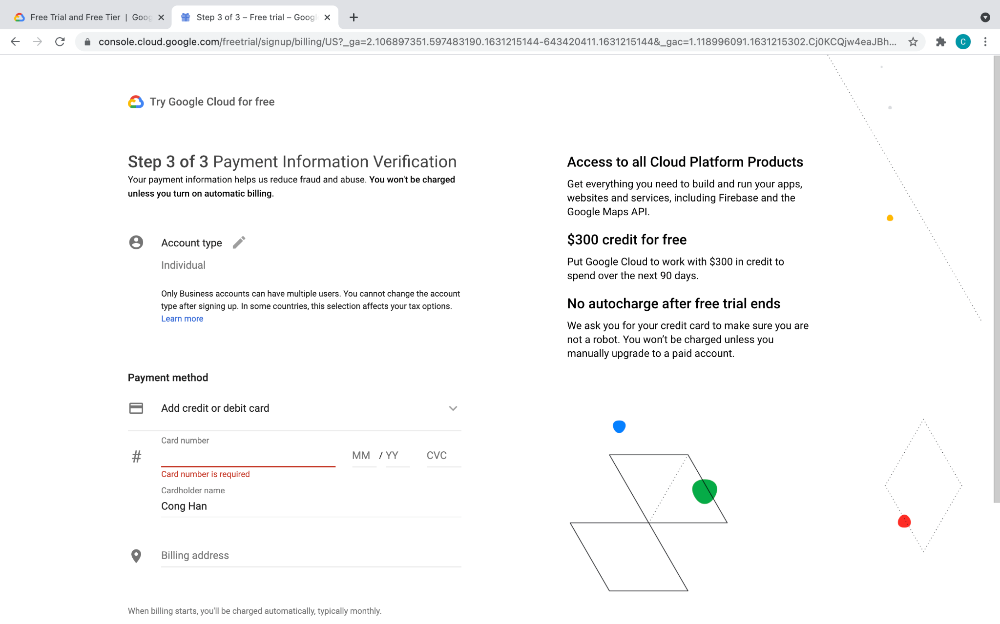 Free Trial and Free Tier | Goog
Step 3 of 3 – Free trial – Googl
console.cloud.google.com/freetrial/signup/billing/US?_ga=2.106897351.597483190.1631215144-643420411.1631215144&_gac=1.118996091.1631215302.Cj0KCQjw4eaJBh...
C
Try Google Cloud for free
Step 3 of 3 Payment Information Verification
Your payment information helps us reduce fraud and abuse. You won't be charged
unless you turn on automatic billing.
Account type
Individual
Only Business accounts can have multiple users. You cannot change the account
type after signing up. In some countries, this selection affects your tax options.
Learn more
Payment method
Add credit or debit card
Card number
#
MM / YY CVC
Card number is required
Cardholder name
Cong Han
Billing address
When billing starts, you'll be charged automatically, typically monthly.
Access to all Cloud Platform Products
Get everything you need to build and run your apps,
websites and services, including Firebase and the
Google Maps API.
$300 credit for free
Put Google Cloud to work with $300 in credit to
spend over the next 90 days.
No autocharge after free trial ends
We ask you for your credit card to make sure you are
not a robot. You won’t be charged unless you
manually upgrade to a paid account.